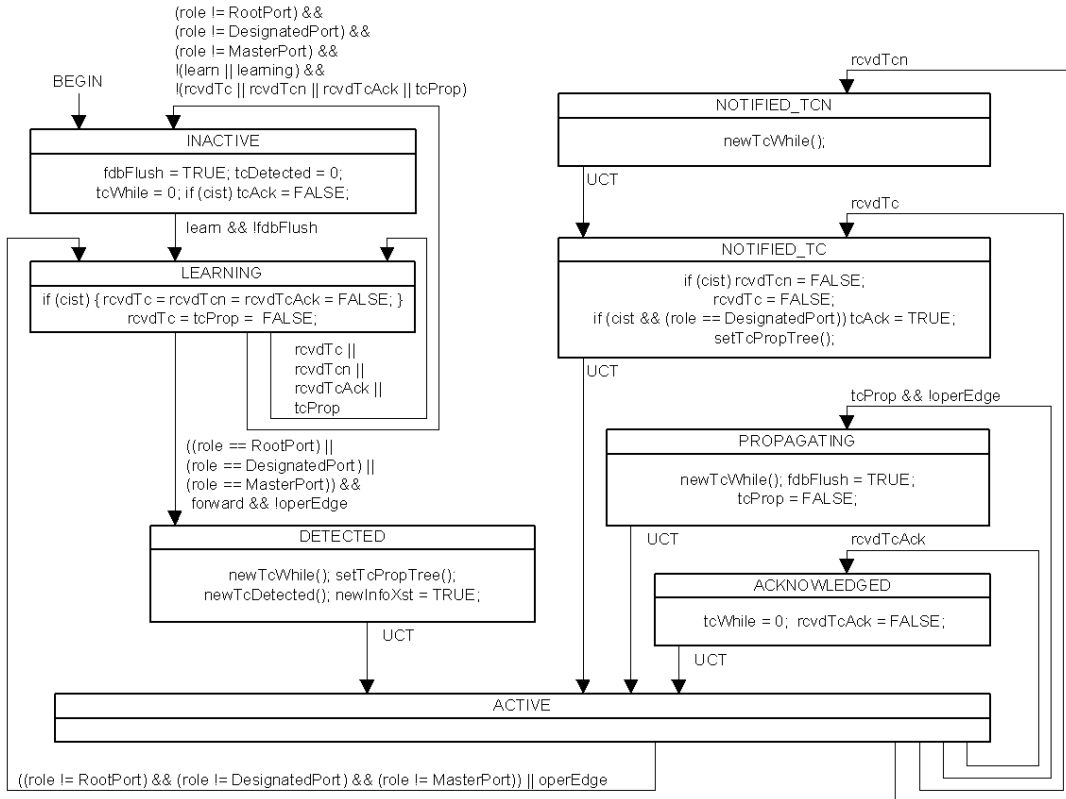 (role != RootPort) &&
(role != DesignatedPort) &&
(role != MasterPort) &&
!(learn || learning) &&
!(rcvdTc || rcvdTcn || rcvdTcAck || tcProp)
BEGIN
INACTIVE
fdbFlush = TRUE; tcDetected = 0;
tcWhile = 0; if (cist) tcAck = FALSE;
learn && !fdbFlush
LEARNING
if (cist) { rcvdTc = rcvdTcn = rcvdTcAck = FALSE; }
rcvdTc = tcProp = FALSE;
rcvdTc ||
rcvdTcn ||
rcvdTcAck ||
tcProp
((role == RootPort) ||
(role == DesignatedPort) ||
(role == MasterPort)) &&
forward && !operEdge
DETECTED
newTcWhile(); setTcPropTree();
newTcDetected(); newInfoXst = TRUE;
UCT
rcvdTcn
NOTIFIED_TCN
newTcWhile();
UCT
rcvdTc
NOTIFIED_TC
if (cist) rcvdTcn = FALSE;
rcvdTc = FALSE;
if (cist && (role == DesignatedPort)) tcAck = TRUE;
setTcPropTree();
UCT
tcProp && !operEdge
PROPAGATING
newTcWhile(); fdbFlush = TRUE;
tcProp = FALSE;
UCT
rcvdTcAck
ACKNOWLEDGED
tcWhile = 0; rcvdTcAck = FALSE;
UCT
ACTIVE
((role != RootPort) && (role != DesignatedPort) && (role != MasterPort)) || operEdge